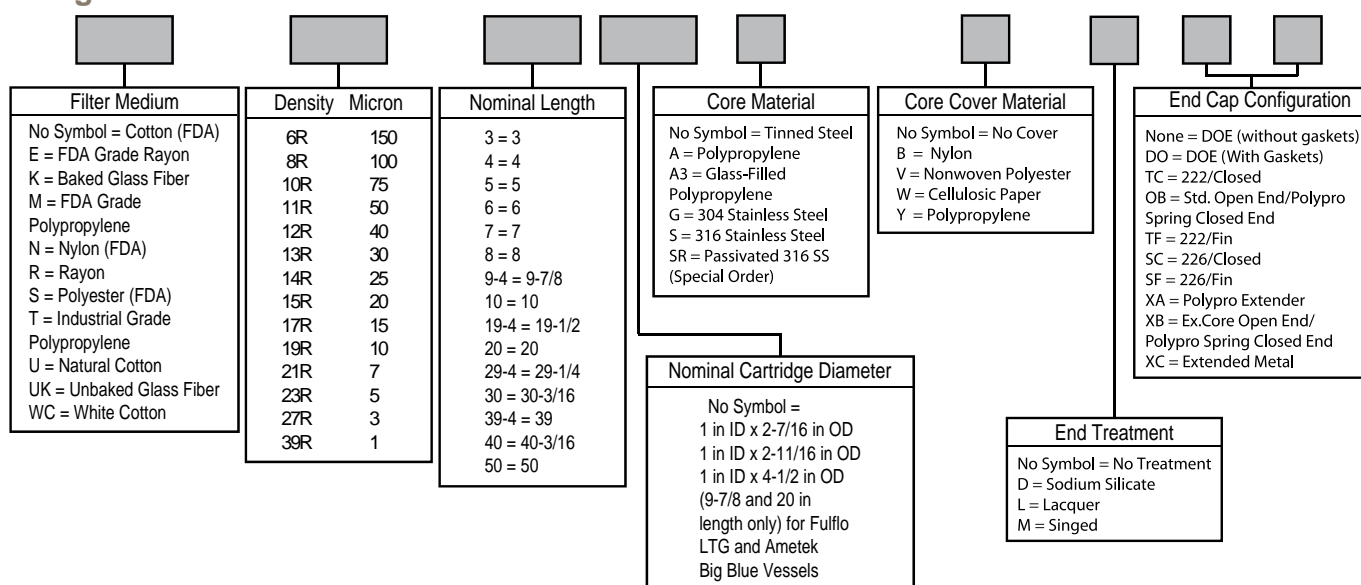 Filter Medium
No Symbol = Cotton (FDA)
E = FDA Grade Rayon
K = Baked Glass Fiber
M = FDA Grade
Polypropylene
N = Nylon (FDA)
R = Rayon
S = Polyester (FDA)
T = Industrial Grade
Polypropylene
U = Natural Cotton
UK = Unbaked Glass Fiber
WC = White Cotton
Density Micron
6R 150
8R 100
10R 75
11R 50
12R 40
13R 30
14R 25
15R 20
17R 15
19R 10
21R 7
23R 5
27R 3
39R 1
Nominal Length
3 = 3
4 = 4
5 = 5
6 = 6
7 = 7
8 = 8
9-4 = 9-7/8
10 = 10
19-4 = 19-1/2
20 = 20
29-4 = 29-1/4
30 = 30-3/16
39-4 = 39
40 = 40-3/16
50 = 50
Nominal Cartridge Diameter
No Symbol =
1 in ID x 2-7/16 in OD
1 in ID x 2-11/16 in OD
1 in ID x 4-1/2 in OD
(9-7/8 and 20 in
length only) for Fulflo
LTG and Ametek
Big Blue Vessels
Core Material
No Symbol = Tinned Steel
A = Polypropylene
A3 = Glass-Filled
Polypropylene
G = 304 Stainless Steel
S = 316 Stainless Steel
SR = Passivated 316 SS
(Special Order)
Core Cover Material
No Symbol = No Cover
B = Nylon
V = Nonwoven Polyester
W = Cellulosic Paper
Y = Polypropylene
End Treatment
No Symbol = No Treatment
D = Sodium Silicate
L = Lacquer
M = Singed
End Cap Configuration
None = DOE (without gaskets)
DO = DOE (With Gaskets)
TC = 222/Closed
OB = Std. Open End/Polypro
Spring Closed End
TF = 222/Fin
SC = 226/Closed
SF = 226/Fin
XA = Polypro Extender
XB = Ex.Core Open End/
Polypro Spring Closed End
XC = Extended Metal